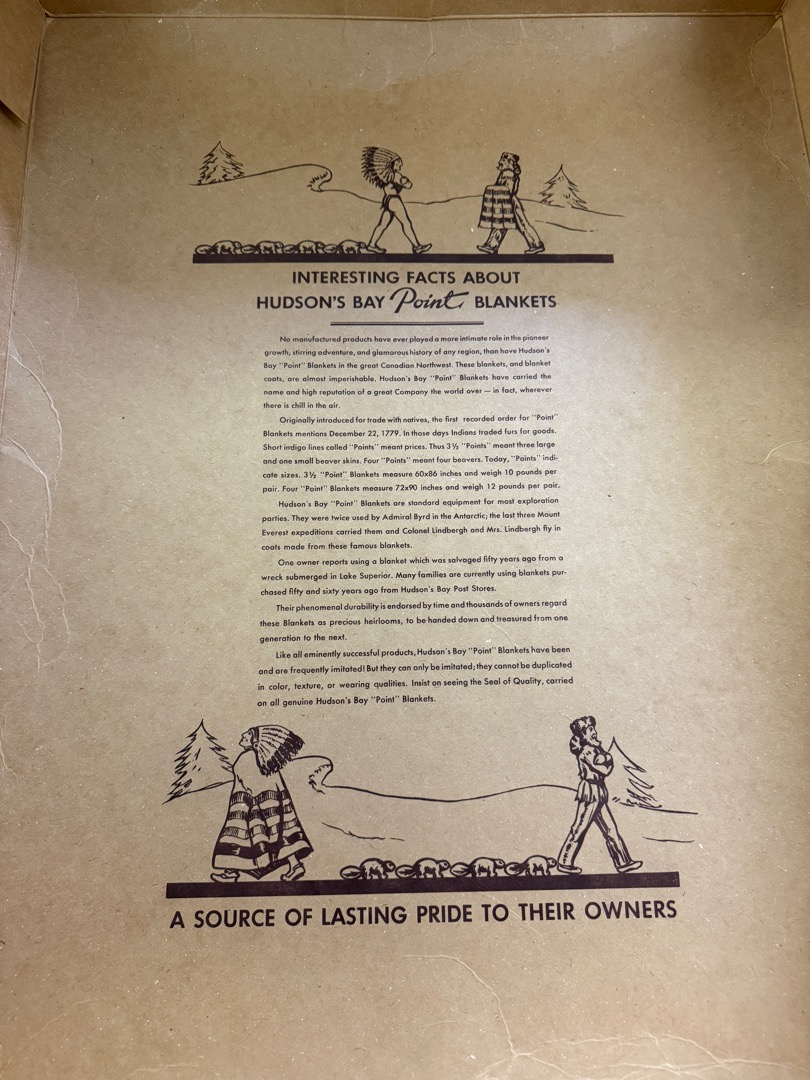 INTERESTING FACTS ABOUT
HUDSON'S BAY Point BLANKETS
No manufactured products have ever played a more intimate role in the pioneer
growth, stirring adventure, and glamorous history of any region, than have Hudson's
Bay "Point" Blankets in the great Canadian Northwest. These blankets, and blanket
coats, are almost imperishable. Hudson's Bay "Point" Blankets have carried the
name and high reputation of a great Company the world over — in fact, wherever
there is chill in the air.
Originally introduced for trade with natives, the first recorded order for "Point"
Blankets mentions December 22, 1779. In those days Indians traded furs for goods.
Short indigo lines called "Points" meant prices. Thus 3½ "Points" meant three large
and one small beaver skins. Four "Points" meant four beavers. Today, "Points" indi-
cate sizes. 3½ "Point" Blankets measure 60x86 inches and weigh 10 pounds per
pair. Four "Point" Blankets measure 72x90 inches and weigh 12 pounds per pair.
Hudson's Bay "Point" Blankets are standard equipment for most exploration
parties. They were twice used by Admiral Byrd in the Antarctic; the last three Mount
Everest expeditions carried them and Colonel Lindbergh and Mrs. Lindbergh fly in
coats made from these famous blankets.
One owner reports using a blanket which was salvaged fifty years ago from a
wreck submerged in Lake Superior. Many families are currently using blankets pur-
chased fifty and sixty years ago from Hudson's Bay Post Stores.
Their phenomenal durability is endorsed by time and thousands of owners regard
these Blankets as precious heirlooms, to be handed down and treasured from one
generation to the next.
Like all eminently successful products, Hudson's Bay "Point" Blankets have been
and are frequently imitated! But they can only be imitated; they cannot be duplicated
in color, texture, or wearing qualities. Insist on seeing the Seal of Quality, carried
on all genuine Hudson's Bay "Point" Blankets.
A SOURCE OF LASTING PRIDE TO THEIR OWNERS